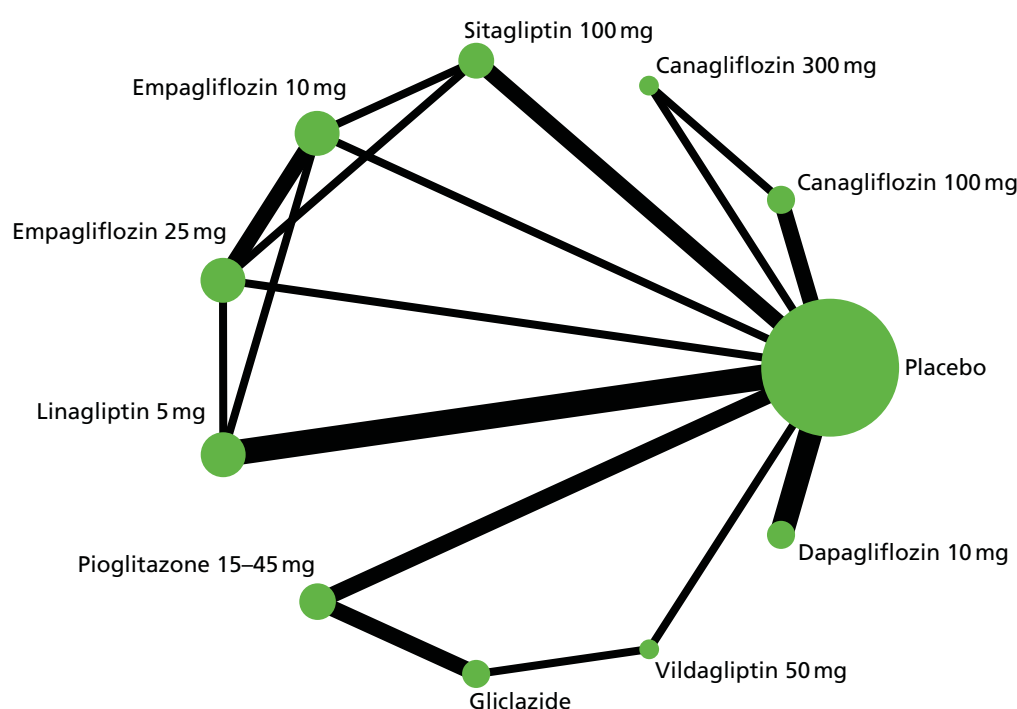 Sitagliptin 100 mg
Canagliflozin 300 mg
Empagliflozin 10 mg
Canagliflozin 100 mg
Empagliflozin 25 mg
Placebo
Linagliptin 5 mg
Dapagliflozin 10 mg
Pioglitazone 15–45 mg
Vildagliptin 50 mg
Gliclazide